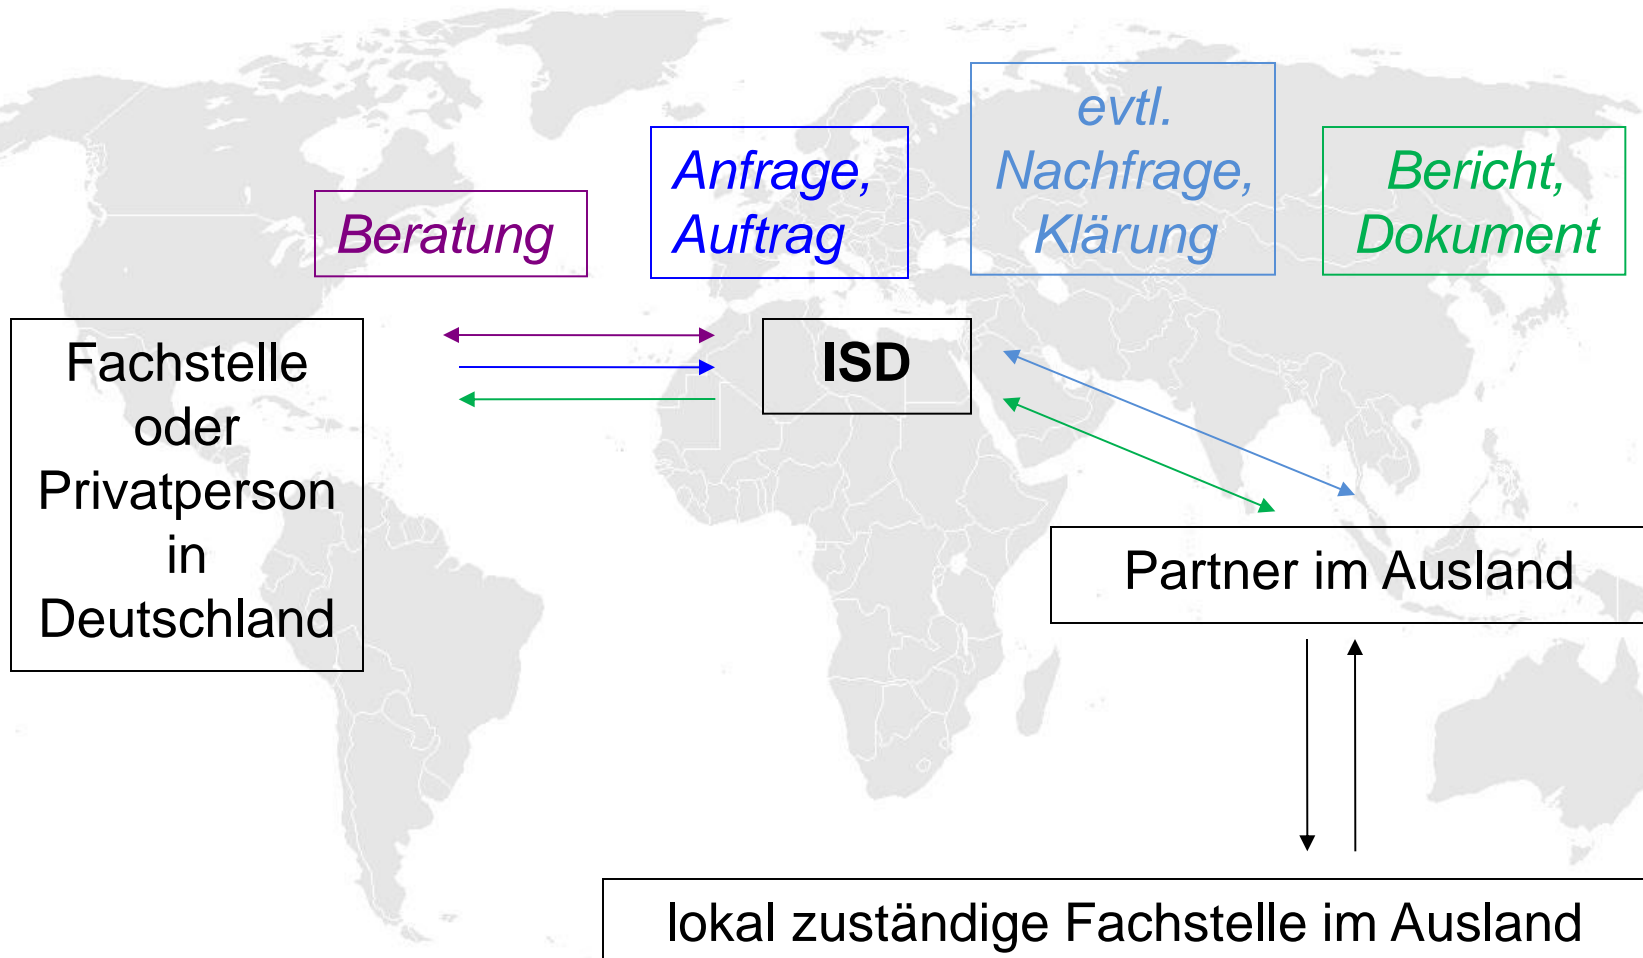 Beratung
Anfrage,
Auftrag
evtl.
Nachfrage,
Klärung
Bericht,
Dokument
Fachstelle
oder
Privatperson
in
Deutschland
ISD
Partner im Ausland
lokal zuständige Fachstelle im Ausland